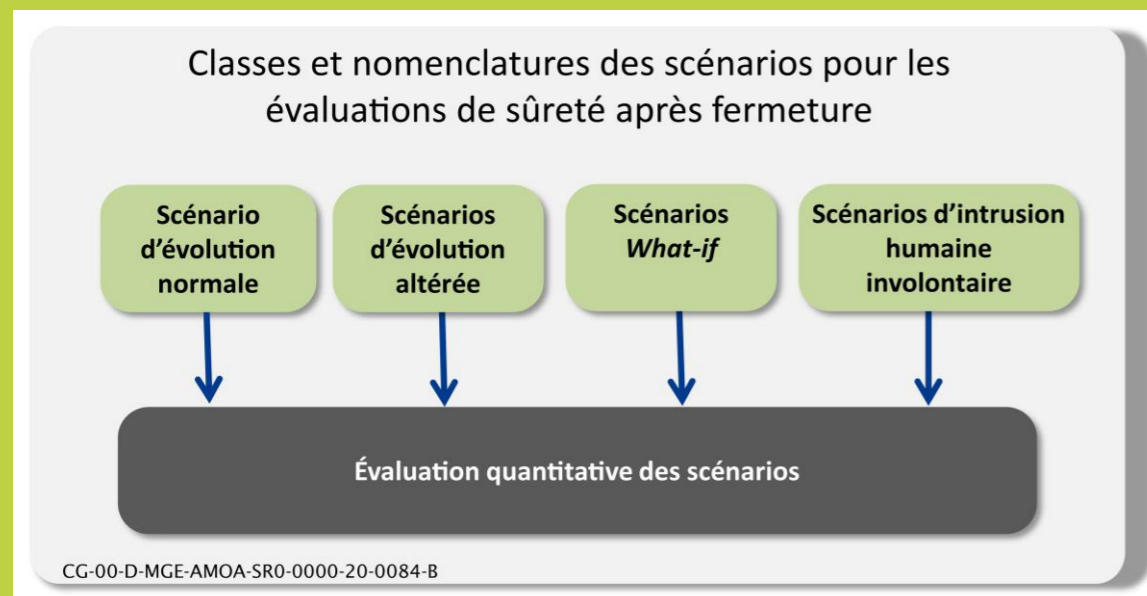 Classes et nomenclatures des scénarios pour les
évaluations de sûreté après fermeture
Scénario
d’évolution
normale
Scénarios
d’évolution
altérée
Scénarios
What-if
Scénarios d’intrusion
humaine
involontaire
Évaluation quantitative des scénarios
CG-00-D-MGE-AMOA-SR0-0000-20-0084-B